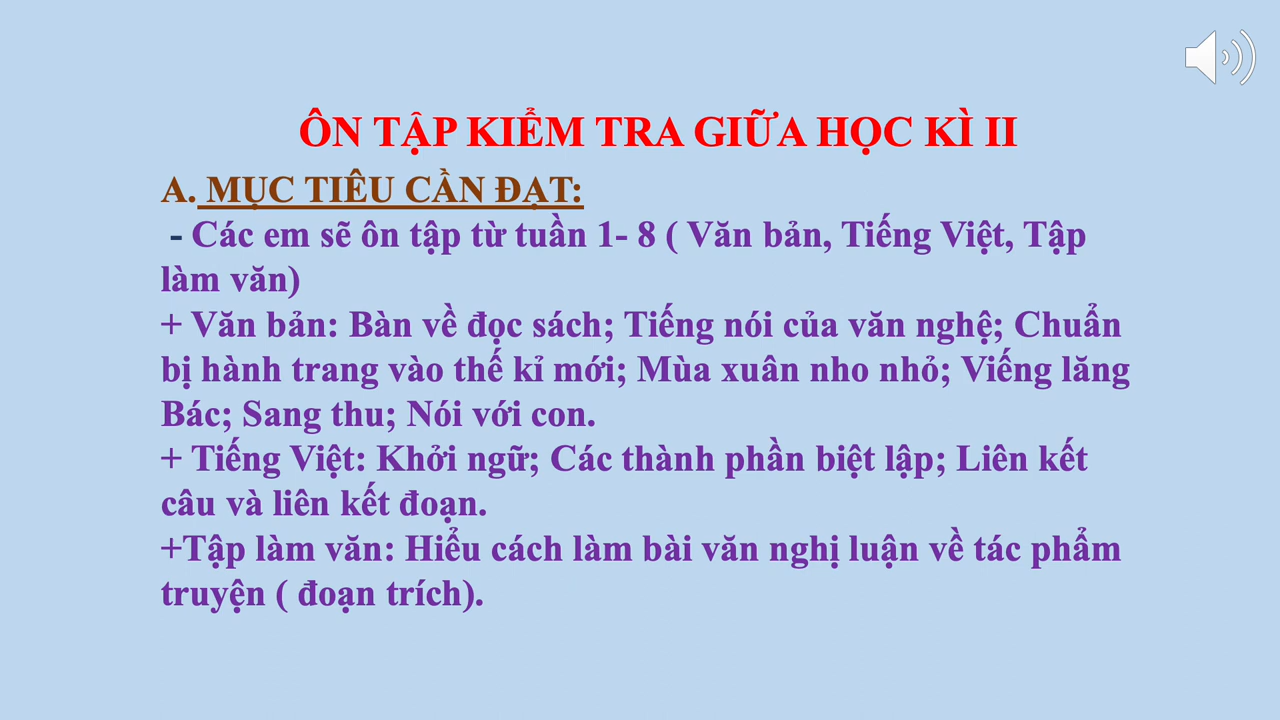 ÔN TẬP KIỂM TRA GIỮA HỌC KÌ II
A. MỤC TIÊU CẦN ĐẠT:
- Các em sẽ ôn tập từ tuần 1- 8 ( Văn bản, Tiếng Việt, Tập
làm văn)
+ Văn bản: Bàn về đọc sách; Tiếng nói của văn nghệ; Chuẩn
bị hành trang vào thế kỉ mới; Mùa xuân nho nhỏ; Viếng lăng
Bác; Sang thu; Nói với con.
+ Tiếng Việt: Khởi ngữ; Các thành phần biệt lập; Liên kết
câu và liên kết đoạn.
+Tập làm văn: Hiểu cách làm bài văn nghị luận về tác phẩm
truyện ( đoạn trích).